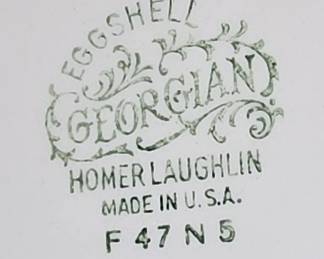 EGGSHELL
GEORGIAN
HOMER LAUGHLIN
MADE IN U.S.A.
F 47 N 5